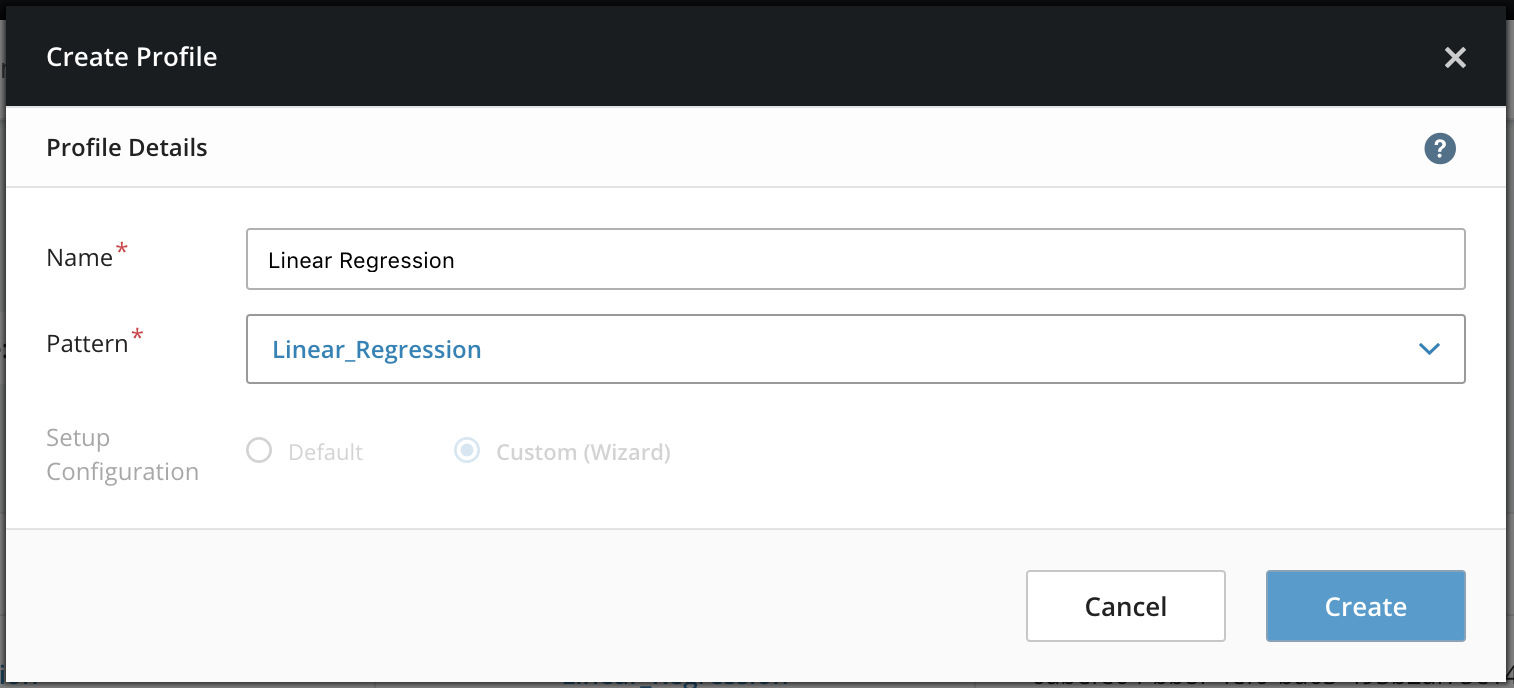 Create Profile
Profile Details
?
Name*
Linear Regression
Pattern*
Linear_Regression
Setup
Configuration
Default
Custom (Wizard)
Cancel
Create